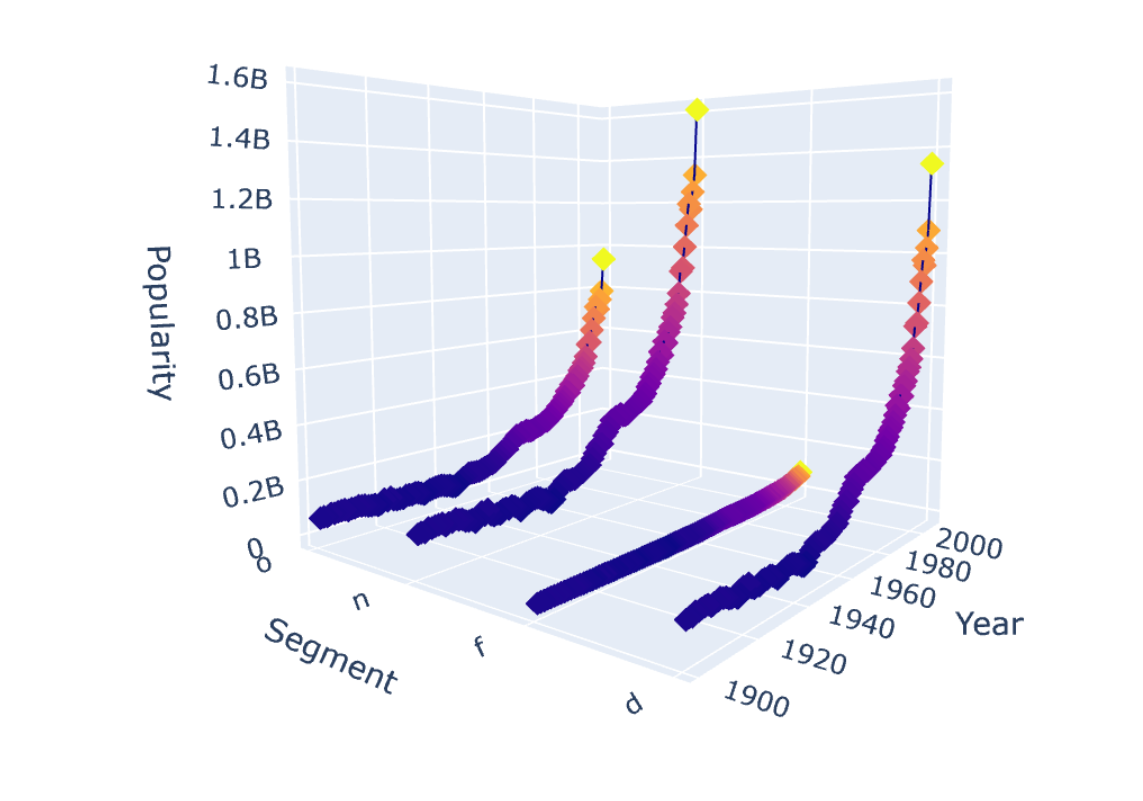 1.6B
1.4B
1.2B
1B
0.8B
0.6B
0.4B
0.2B
0
Popularity
o
n
f
d
Segment
1900
1920
1940
1960
1980
2000
Year